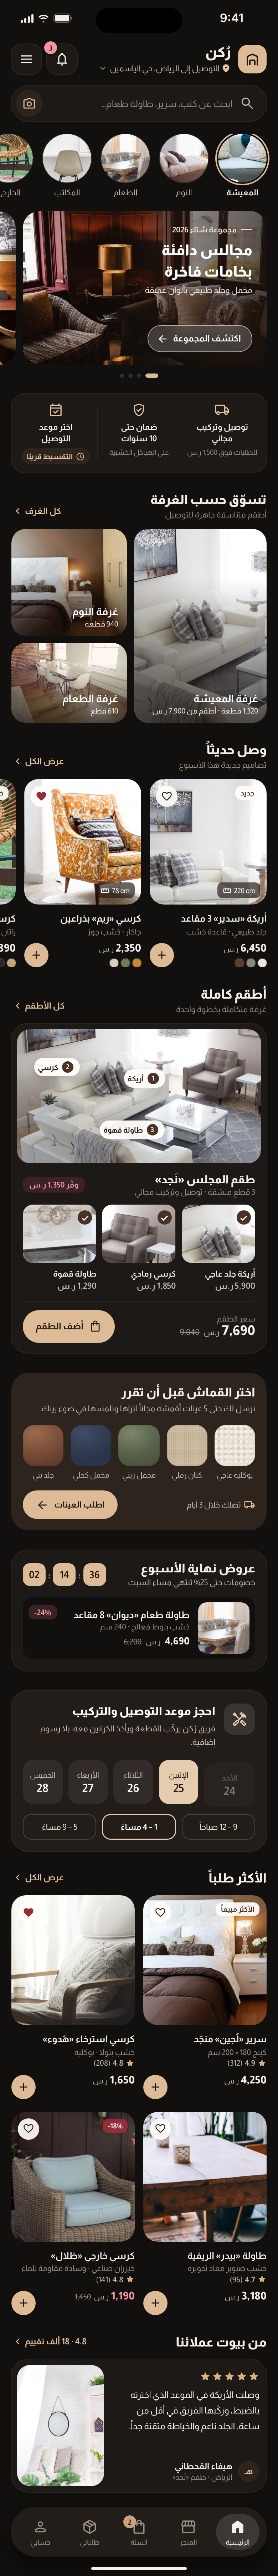 9:41
رُكن
التوصيل إلى الرياض، حي الياسمين
3
ابحث عن كنب، سرير، طاولة طعام...
المعيشة
النوم
الطعام
المكاتب
الخارج
مجموعة شتاء 2026
مجالس دافئة
بخامات فاخرة
مخمل وجلد طبيعي بألوان عميقة
اكتشف المجموعة
توصيل وتركيب
مجاني
للطلبات فوق 1,500 ر.س
ضمان حتى
10 سنوات
على الهياكل الخشبية
اختر موعد
التوصيل
التقسيط قريبًا
تسوّق حسب الغرفة
أطقم متناسقة جاهزة للتوصيل
كل الغرف
غرفة المعيشة
1,320 قطعة · أطقم من 7,900 ر.س
غرفة النوم
940 قطعة
غرفة الطعام
610 قطع
وصل حديثاً
تصاميم جديدة هذا الأسبوع
عرض الكل
جديد
220 cm
أريكة «سدير» 3 مقاعد
جلد طبيعي · قاعدة خشب
6,450 ر.س
78 cm
كرسي «ريم» بذراعين
جاكار · خشب جوز
2,350 ر.س
كرس
راتان
890
أطقم كاملة
غرفة متكاملة بخطوة واحدة
كل الأطقم
1 أريكة
2 كرسي
3 طاولة قهوة
طقم المجلس «نَجد»
3 قطع منسّقة · توصيل وتركيب مجاني
وفّر 1,350 ر.س
أريكة جلد عاجي
5,900 ر.س
كرسي رمادي
1,850 ر.س
طاولة قهوة
1,290 ر.س
سعر الطقم
7,690 ر.س 9,040
أضف الطقم
اختر القماش قبل أن تقرر
نرسل لك حتى 5 عينات أقمشة مجاناً لتراها وتلمسها في ضوء بيتك.
بوكليه عاجي
كتان رملي
مخمل زيتي
مخمل كحلي
جلد بني
تصلك خلال 3 أيام
اطلب العينات
عروض نهاية الأسبوع
خصومات حتى 25% تنتهي مساء السبت
02 : 14 : 36
طاولة طعام «ديوان» 8 مقاعد
خشب بلوط مُعالج · 240 سم
4,690 ر.س 6,200
-24%
احجز موعد التوصيل والتركيب
فريق رُكن يركّب القطعة ويأخذ الكراتين معه، بلا رسوم
إضافية.
الأحد
24
الإثنين
25
الثلاثاء
26
الأربعاء
27
الخميس
28
9 – 12 صباحاً
1 – 4 مساءً
5 – 9 مساءً
الأكثر طلباً
عرض الكل
الأكثر مبيعاً
سرير «لُجين» منجّد
كينج 180 × 200 سم
4.9 (312)
4,250 ر.س
كرسي استرخاء «هُدوء»
خشب بتولا · بوكليه
4.8 (208)
1,650 ر.س
طاولة «بيدر» الريفية
خشب صنوبر معاد تدويره
4.7 (96)
3,180 ر.س
-18%
كرسي خارجي «ظلال»
خيزران صناعي · وسادة مقاومة للماء
4.8 (141)
1,190 ر.س 1,450
من بيوت عملائنا
4.8 · 18 ألف تقييم
وصلت الأريكة في الموعد الذي اخترته
بالضبط، وركّبها الفريق في أقل من
ساعة. الجلد ناعم والخياطة متقنة جداً.
هـ
هيفاء القحطاني
الرياض · طقم «نَجد»
الرئيسية
المتجر
2
السلة
طلباتي
حسابي